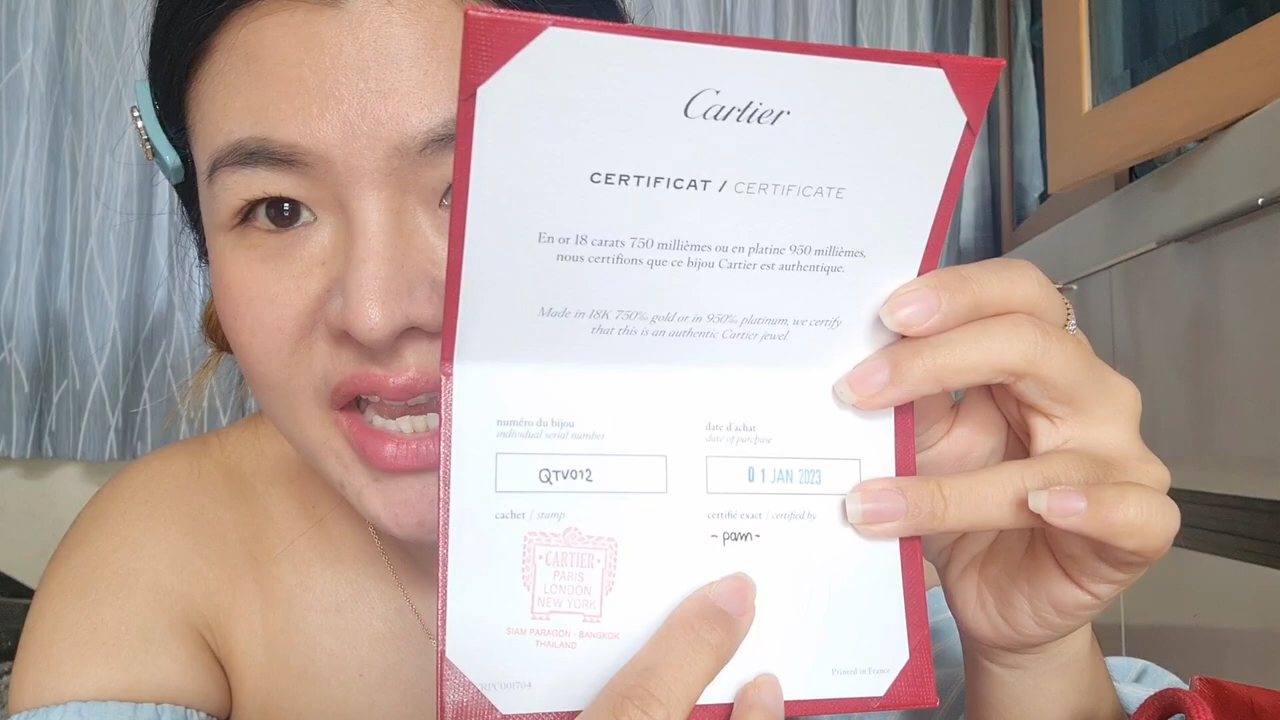 Cartier
CERTIFICAT / CERTIFICATE
En or 18 carats 750 millièmes ou en platine 950 millièmes,
nous certifions que ce bijou Cartier est authentique.
Made in 18K 750‰ gold or in 950‰ platinum, we certify
that this is an authentic Cartier jewel.
numéro du bijou
individual serial number
date d'achat
date of purchase
QTV012
01 JAN 2023
cachet / stamp
certifié exact / certified by
-pam-
CARTIER
PARIS
LONDON
NEW YORK
SIAM PARAGON - BANGKOK
THAILAND
Printed in France